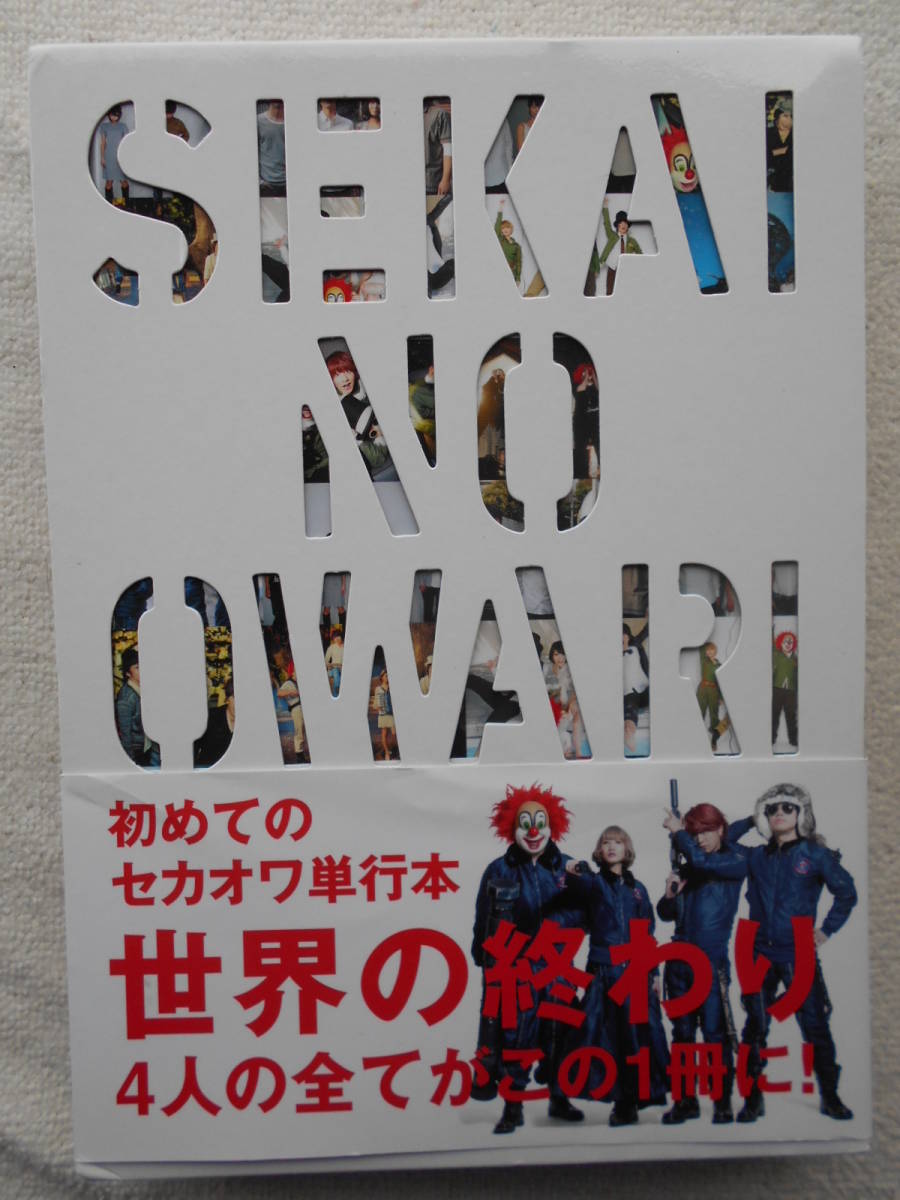 SEKAI
NO
OWARI
初めての
セカオワ単行本
世界の終わり
4人の全てがこの1冊に!